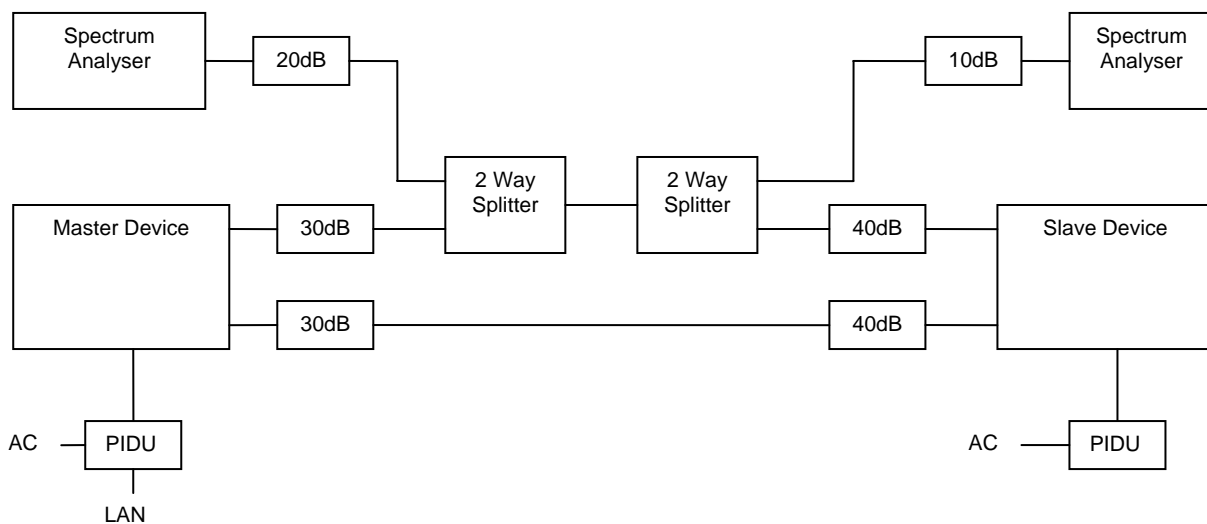 Spectrum
Analyser
20dB
10dB
Spectrum
Analyser
2 Way
Splitter
2 Way
Splitter
Master Device
30dB
40dB
Slave Device
30dB
40dB
AC
PIDU
LAN
AC
PIDU